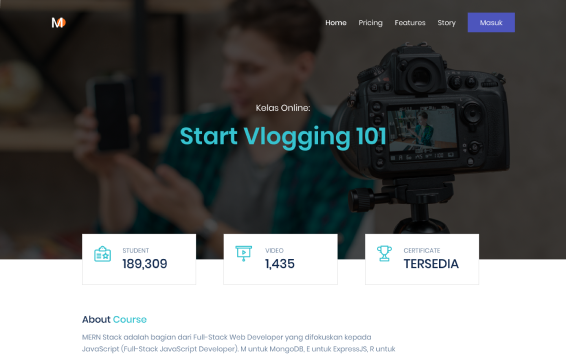 M
Home Pricing Features Story Masuk
Kelas Online:
Start Vlogging 101
STUDENT
189,309
VIDEO
1,435
CERTIFICATE
TERSEDIA
About Course
MERN Stack adalah bagian dari Full-Stack Web Developer yang difokuskan kepada
JavaScript (Full-Stack JavaScript Developer). M untuk MongoDB, E untuk ExpressJS, R untuk